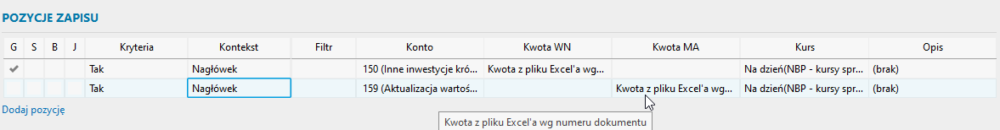 POZYCJE ZAPISU
G S B J Kryteria Kontekst Filtr Konto Kwota WN Kwota MA Kurs Opis
Tak Nagłówek 150 (Inne inwestycje kró... Kwota z pliku Excel'a wg... Na dzień(NBP - kursy spr... (brak)
Tak Nagłówek 159 (Aktualizacja wartoś... Kwota z pliku Excel'a wg... Na dzień(NBP - kursy spr... (brak)
Dodaj pozycję
Kwota z pliku Excel'a wg numeru dokumentu